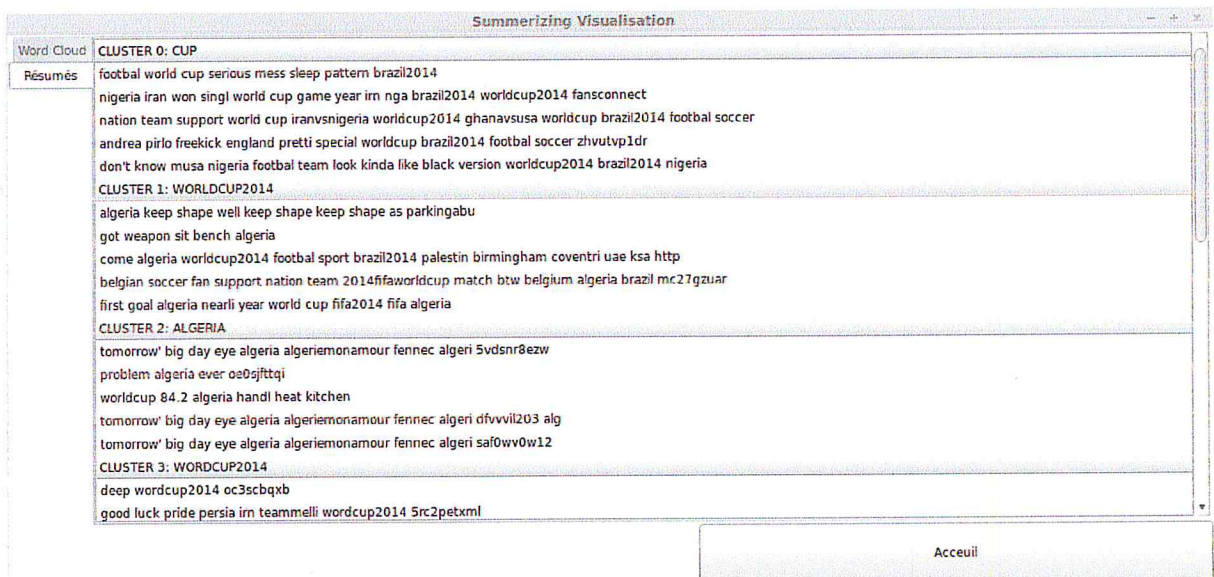 Summerizing Visualisation
Word Cloud
Résumés
CLUSTER 0: CUP
footbal world cup serious mess sleep pattern brazil2014
nigeria iran won singl world cup game year irn nga brazil2014 worldcup2014 fansconnect
nation team support world cup iranvsnigeria worldcup2014 ghanavsusa worldcup brazil2014 footbal soccer
andrea pirlo freekick england pretti special worldcup brazil2014 footbal soccer zhvutvp1dr
don't know musa nigeria footbal team look kinda like black version worldcup2014 brazil2014 nigeria
CLUSTER 1: WORLDCUP2014
algeria keep shape well keep shape keep shape as parkingabu
got weapon sit bench algeria
come algeria worldcup2014 footbal sport brazil2014 palestin birmingham coventri uae ksa http
belgian soccer fan support nation team 2014fifaworldcup match btw belgium algeria brazil mc27gzuar
first goal algeria nearli year world cup fifa2014 fifa algeria
CLUSTER 2: ALGERIA
tomorrow' big day eye algeria algeriemonamour fennec algeri 5vdsnr8ezw
problem algeria ever oe0sjfttqi
worldcup 84.2 algeria handl heat kitchen
tomorrow' big day eye algeria algeriemonamour fennec algeri dfvvvil203 alg
tomorrow' big day eye algeria algeriemonamour fennec algeri saf0wv0w12
CLUSTER 3: WORDCUP2014
deep wordcup2014 oc3scbqxb
good luck pride persia irn teammelli wordcup2014 5rc2petxml
Acceuil